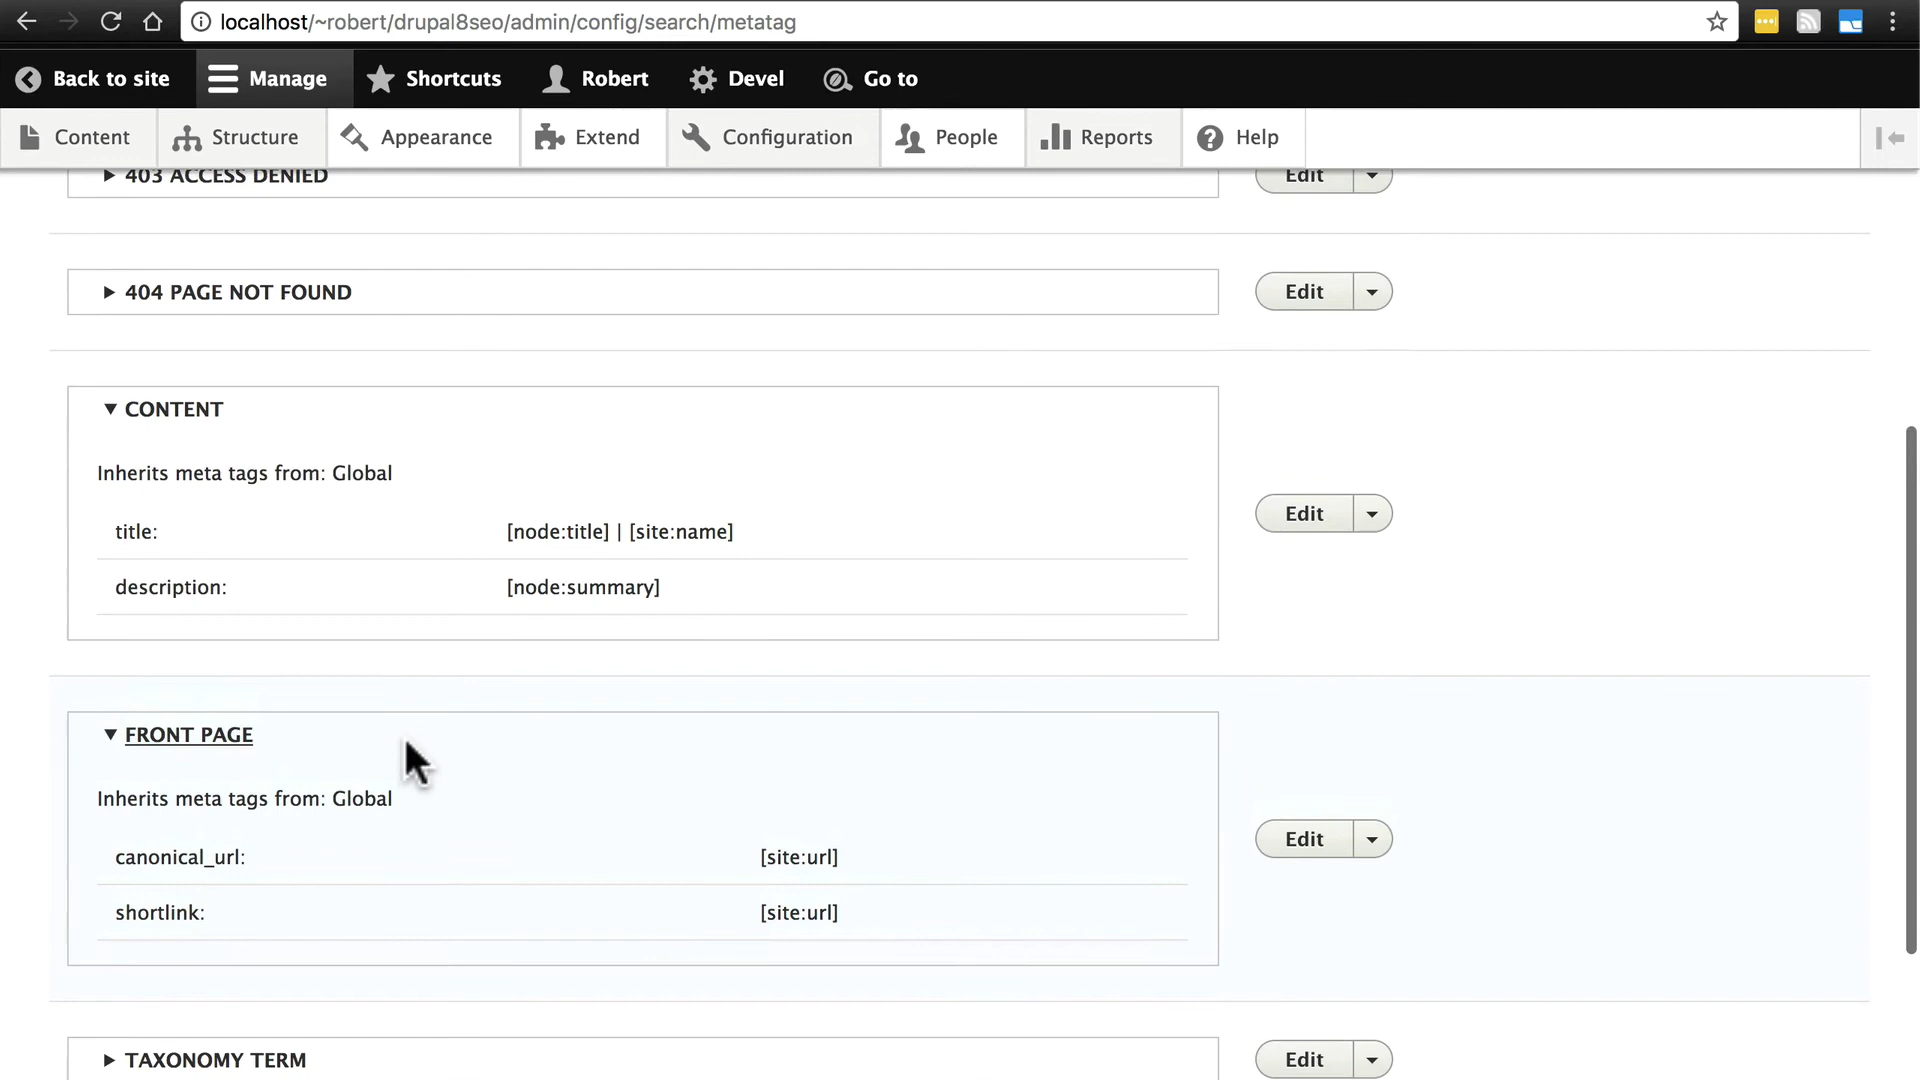 localhost/~robert/drupal8seo/admin/config/search/metatag
Back to site Manage Shortcuts Robert Devel Go to
Content Structure Appearance Extend Configuration People Reports Help
403 ACCESS DENIED Edit
404 PAGE NOT FOUND Edit
CONTENT
Inherits meta tags from: Global
title: [node:title] | [site:name]
Edit
description: [node:summary]
FRONT PAGE
Inherits meta tags from: Global
Edit
canonical_url: [site:url]
shortlink: [site:url]
TAXONOMY TERM Edit